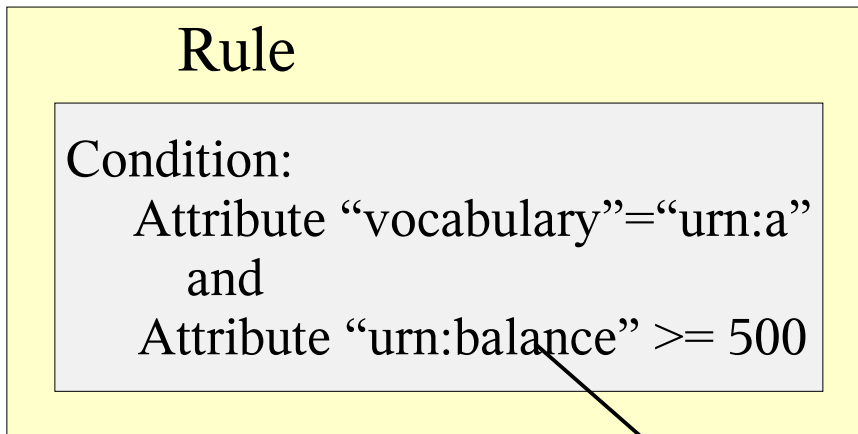 Rule
Condition:
Attribute “vocabulary”=“urn:a”
and
Attribute “urn:balance” >= 500